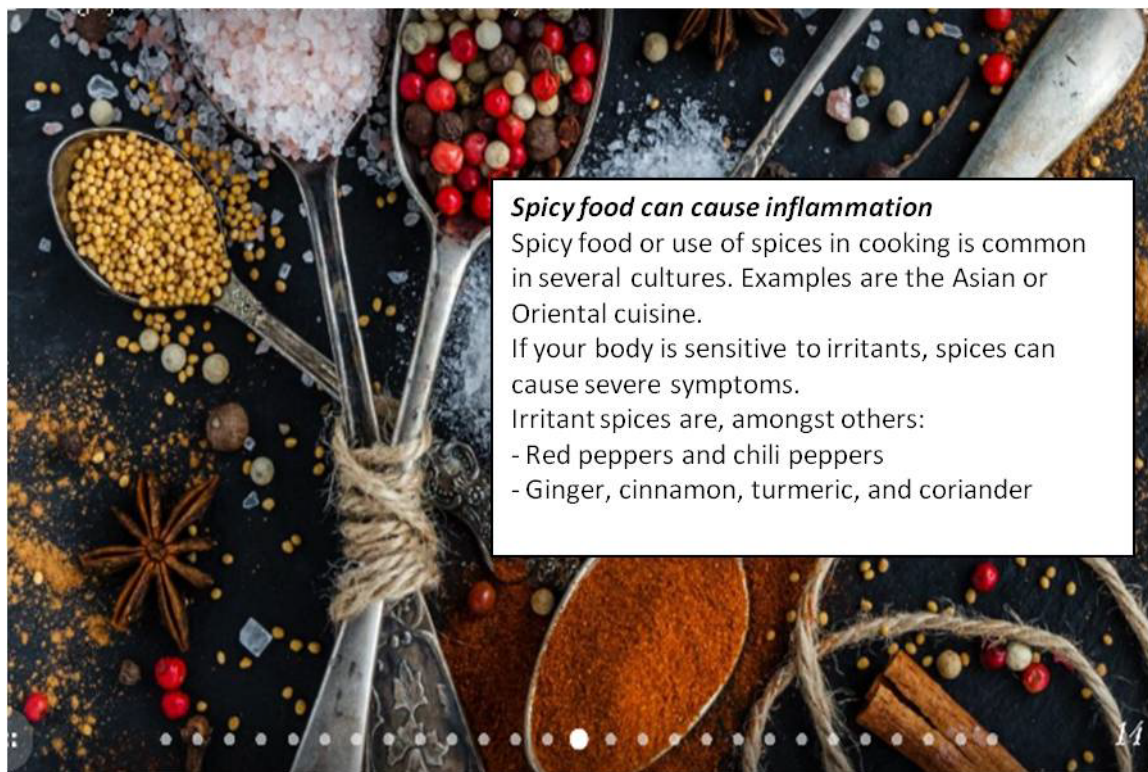 Spicy food can cause inflammation
Spicy food or use of spices in cooking is common
in several cultures. Examples are the Asian or
Oriental cuisine.
If your body is sensitive to irritants, spices can
cause severe symptoms.
Irritant spices are, amongst others:
- Red peppers and chili peppers
- Ginger, cinnamon, turmeric, and coriander
14